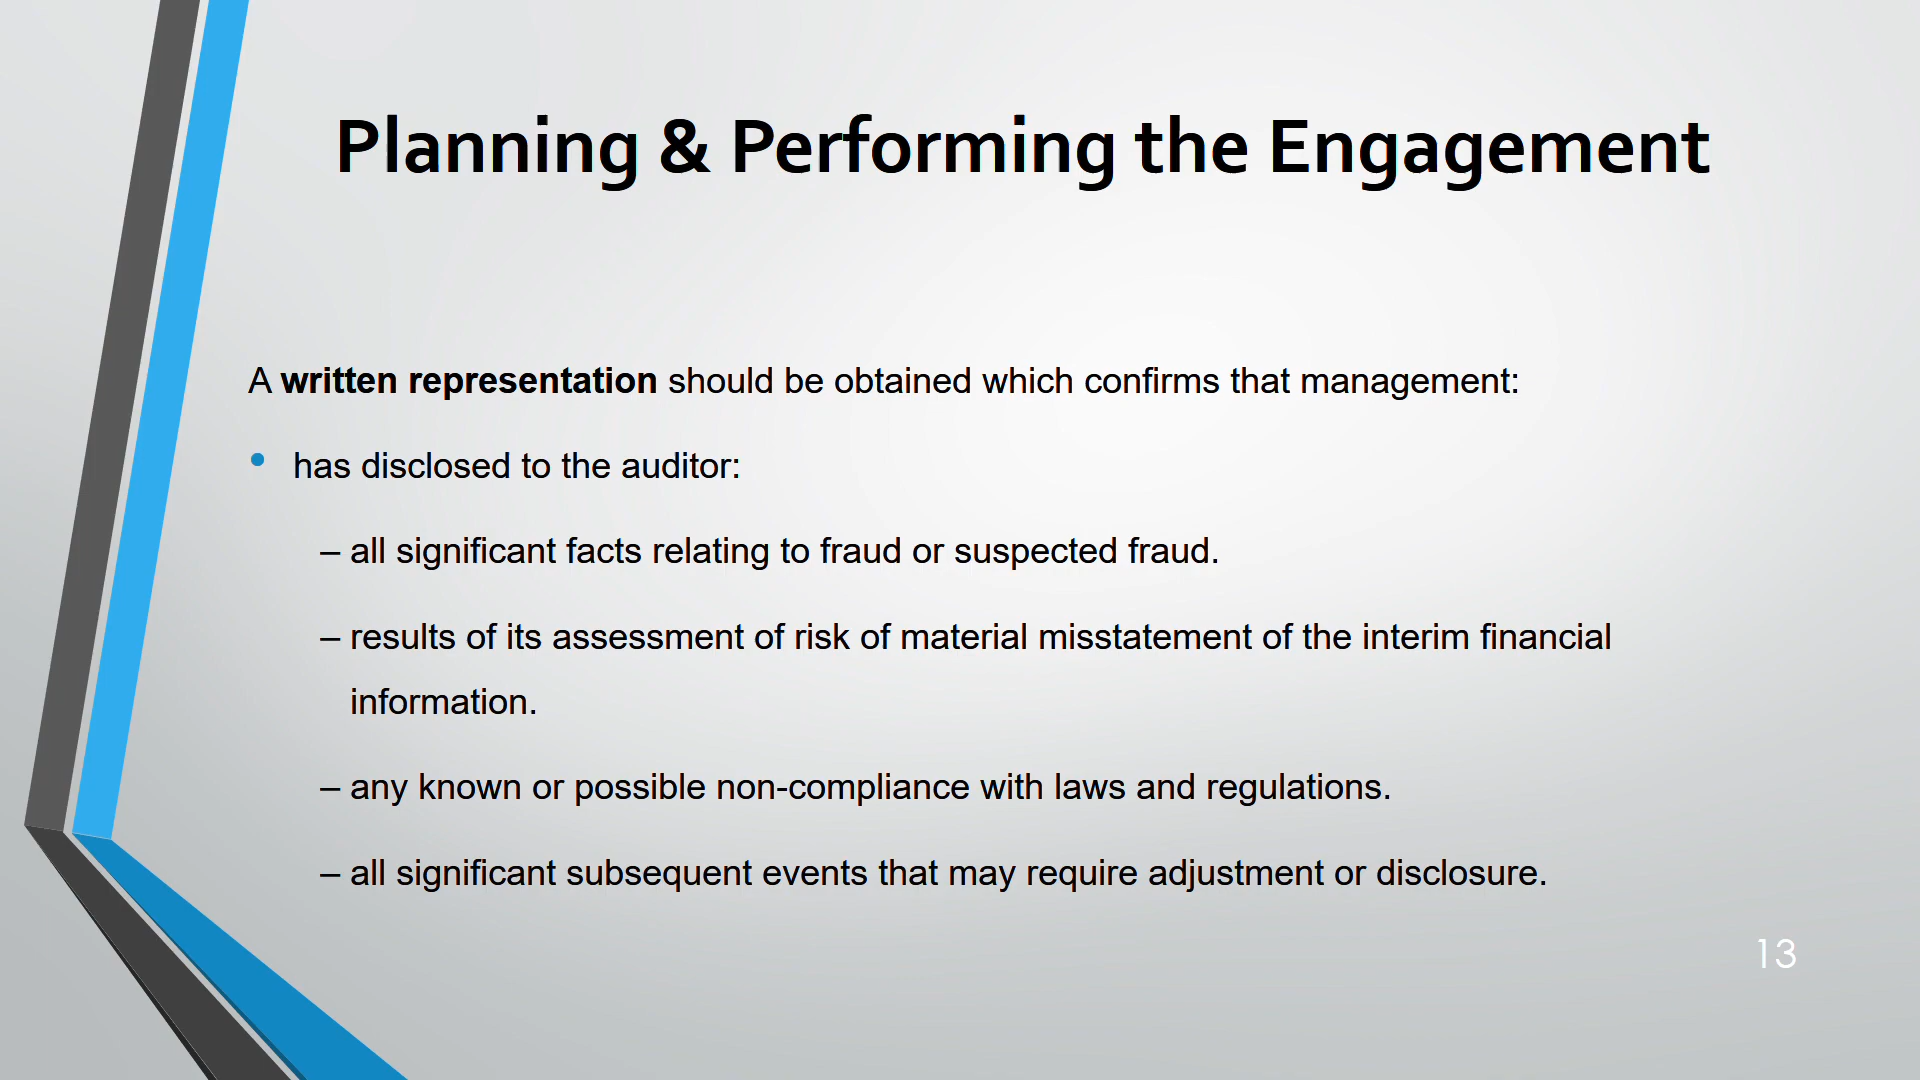 Planning & Performing the Engagement
A written representation should be obtained which confirms that management:
• has disclosed to the auditor:
– all significant facts relating to fraud or suspected fraud.
– results of its assessment of risk of material misstatement of the interim financial
information.
– any known or possible non-compliance with laws and regulations.
– all significant subsequent events that may require adjustment or disclosure.
13